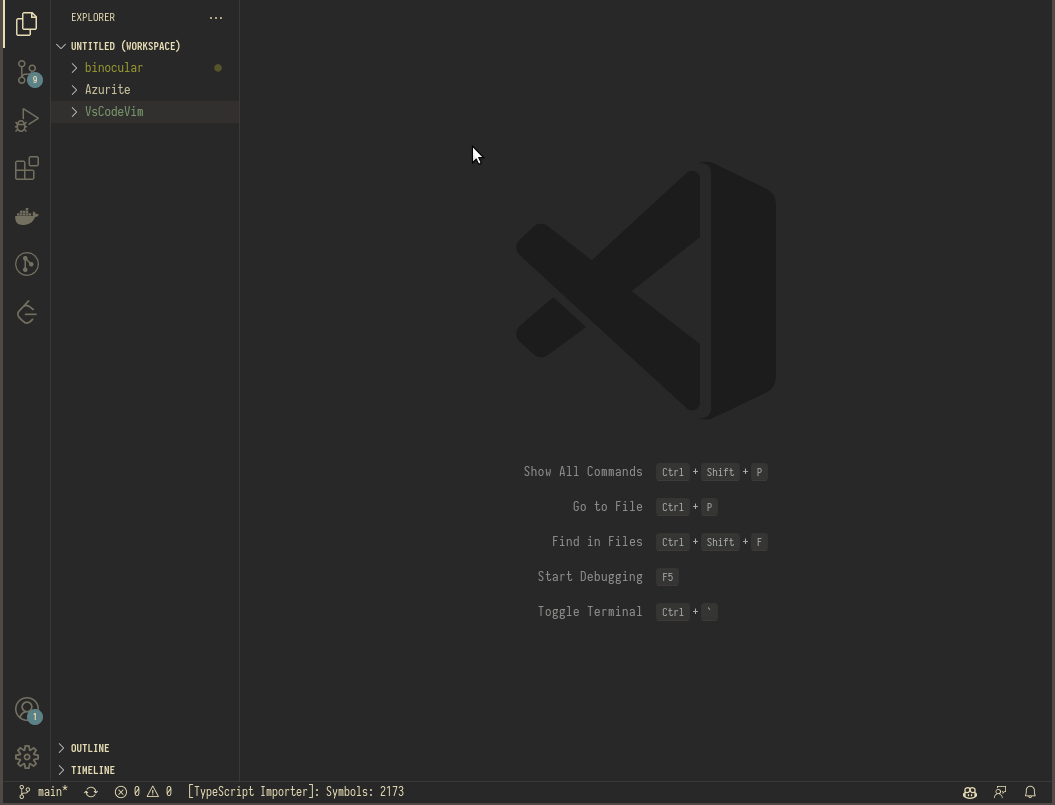 EXPLORER
UNTITLED (WORKSPACE)
binocular
Azurite
VsCodeVim
9
Show All Commands Ctrl + Shift + P
Go to File Ctrl + P
Find in Files Ctrl + Shift + F
Start Debugging F5
Toggle Terminal Ctrl + `
1
OUTLINE
TIMELINE
main* 0 0 [TypeScript Importer]: Symbols: 2173